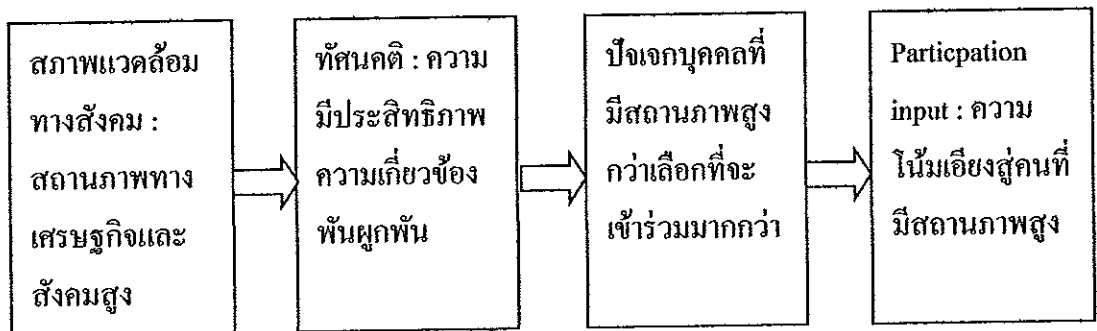 สภาพแวดล้อม
ทางสังคม :
สถานภาพทาง
เศรษฐกิจและ
สังคมสูง
ทัศนคติ : ความ
มีประสิทธิภาพ
ความเกี่ยวข้อง
พันผูกพัน
ปัจเจกบุคคลที่
มีสถานภาพสูง
กว่าเลือกที่จะ
เข้าร่วมมากกว่า
Particpation
input : ความ
โน้มเอียงสู่คนที่
มีสถานภาพสูง